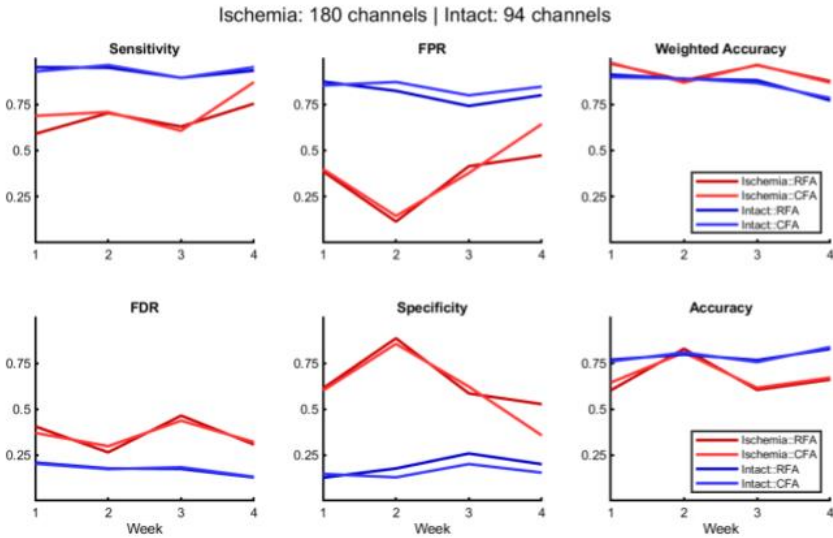 Ischemia: 180 channels | Intact: 94 channels
Sensitivity
FPR
Weighted Accuracy
0.75
0.5
0.25
1 2 3 4
0.75
0.5
0.25
1 2 3 4
0.75
0.5
0.25
1 2 3 4
Ischemia::RFA
Ischemia::CFA
Intact::RFA
Intact::CFA
FDR
Specificity
Accuracy
0.75
0.5
0.25
1 2 3 4
Week
0.75
0.5
0.25
1 2 3 4
Week
0.75
0.5
0.25
1 2 3 4
Week
Ischemia::RFA
Ischemia::CFA
Intact::RFA
Intact::CFA